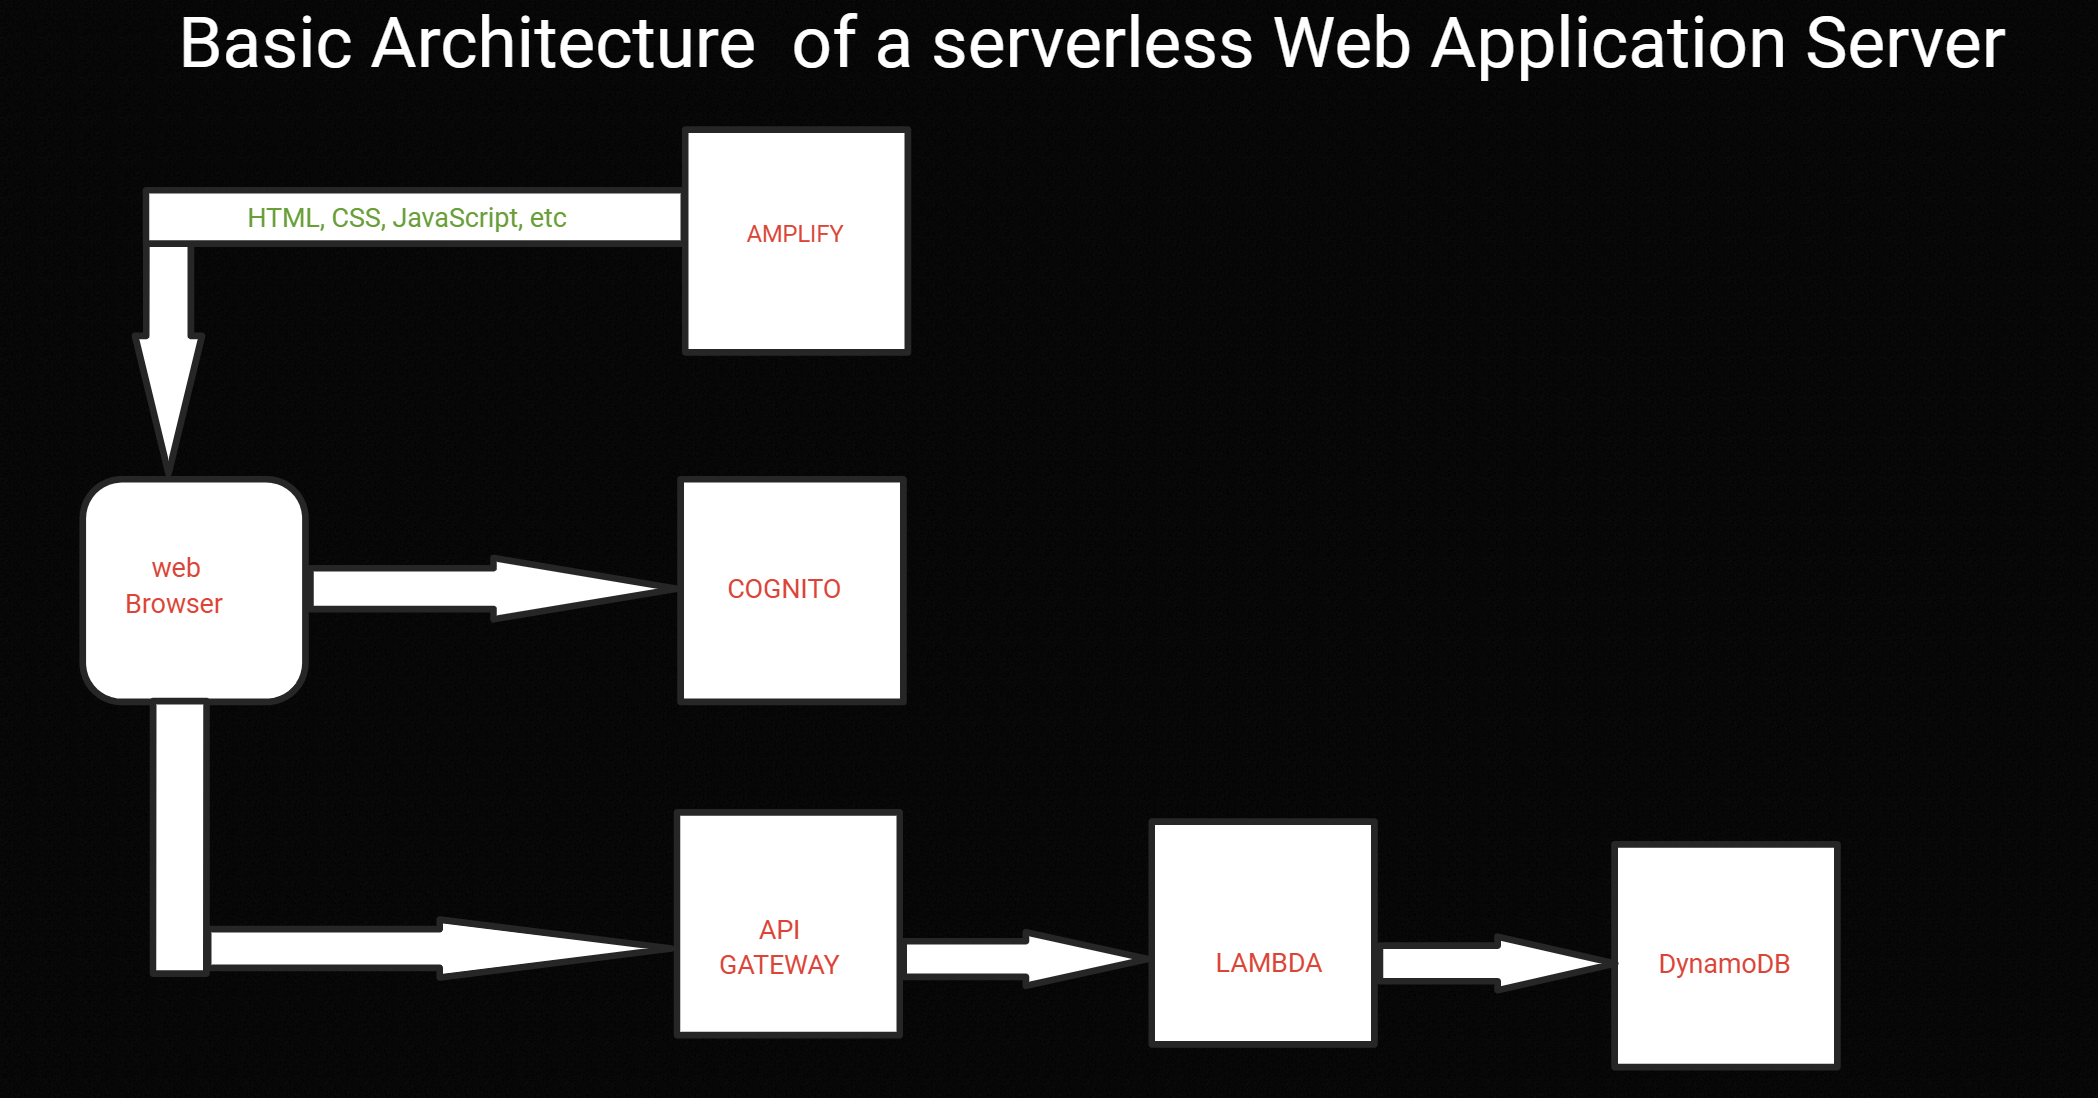 Basic Architecture of a serverless Web Application Server
HTML, CSS, JavaScript, etc
AMPLIFY
web
Browser
COGNITO
API
GATEWAY
LAMBDA
DynamoDB